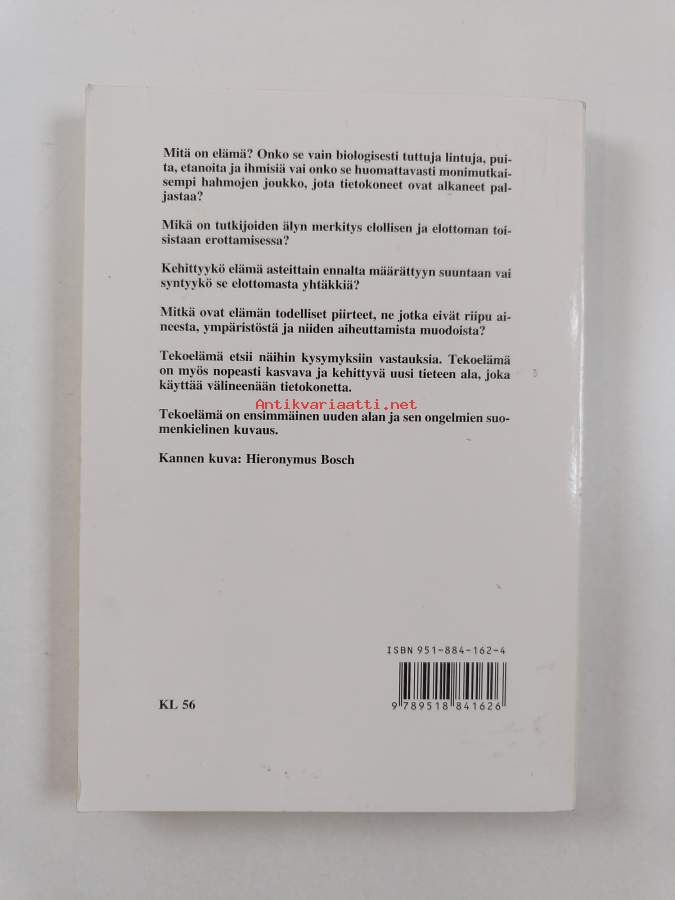 Mitä on elämä? Onko se vain biologisesti tuttuja lintuja, pui-
ta, etanoita ja ihmisiä vai onko se huomattavasti monimutkai-
sempi hahmojen joukko, jota tietokoneet ovat alkaneet pal-
jastaa?
Mikä on tutkijoiden älyn merkitys elollisen ja elottoman toi-
sistaan erottamisessa?
Kehittyykö elämä asteittain ennalta määrättyyn suuntaan vai
syntyykö se elottomasta yhtäkkiä?
Mitkä ovat elämän todelliset piirteet, ne jotka eivät riipu ai-
neesta, ympäristöstä ja niiden aiheuttamista muodoista?
Tekoelämä etsii näihin kysymyksiin vastauksia. Tekoelämä
on myös nopeasti kasvava ja kehittyvä uusi tieteen ala, joka
käyttää välineenään tietokonetta.
Antikvariaatti.net
Tekoelämä on ensimmäinen uuden alan ja sen ongelmien suo-
menkielinen kuvaus.
Kannen kuva: Hieronymus Bosch
ISBN 951-884-162-4
KL 56
9 789518 841626